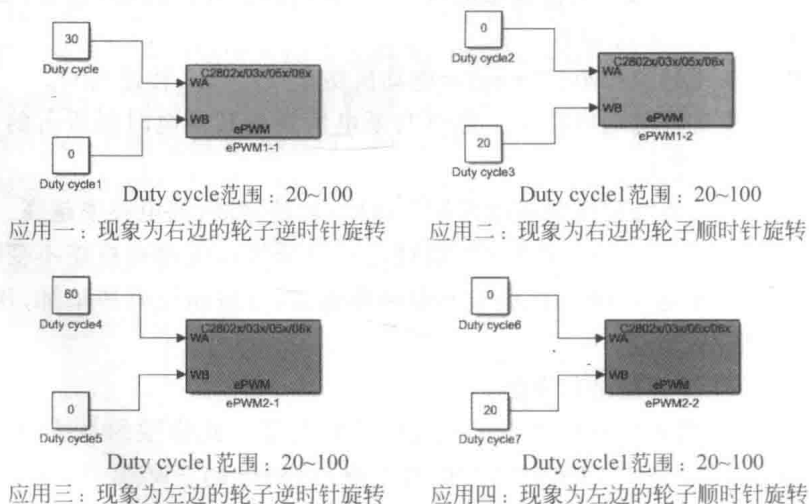 30
Duty cycle
0
Duty cycle1
C2802x/03x/05x/06x
WA
WB
ePWM
ePWM1-1
Duty cycle范围：20~100
应用一：现象为右边的轮子逆时针旋转
0
Duty cycle2
20
Duty cycle3
C2802x/03x/05x/06x
WA
WB
ePWM
ePWM1-2
Duty cycle1范围：20~100
应用二：现象为右边的轮子顺时针旋转
60
Duty cycle4
0
Duty cycle5
C2802x/03x/05x/06x
WA
WB
ePWM
ePWM2-1
Duty cycle1范围：20~100
应用三：现象为左边的轮子逆时针旋转
0
Duty cycle6
20
Duty cycle7
C2802x/03x/05x/06x
WA
WB
ePWM
ePWM2-2
Duty cycle1范围：20~100
应用四：现象为左边的轮子顺时针旋转